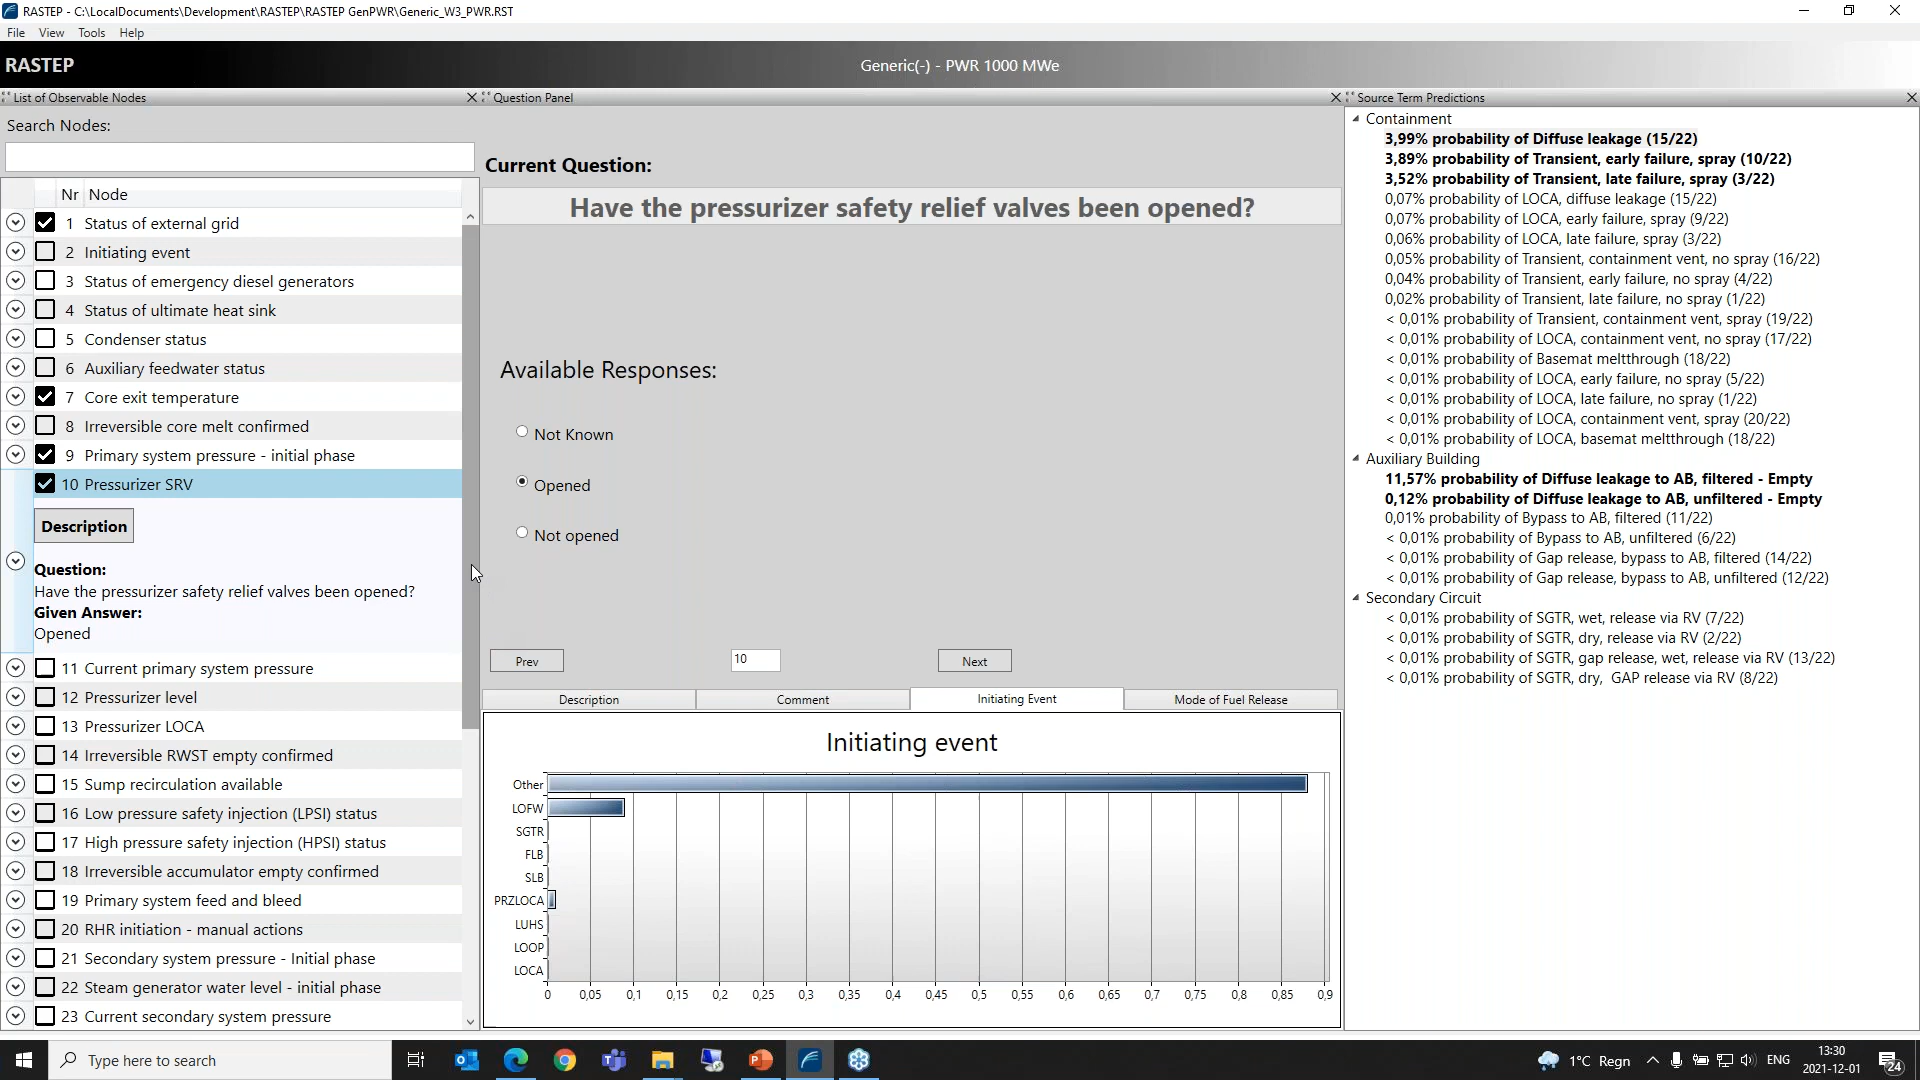 RASTEP - C:\LocalDocuments\Development\RASTEP\RASTEP GenPWR\Generic_W3_PWR.RST
File View Tools Help
RASTEP
Generic(-) - PWR 1000 MWe
List of Observable Nodes
Search Nodes:
Nr Node
1 Status of external grid
2 Initiating event
3 Status of emergency diesel generators
4 Status of ultimate heat sink
5 Condenser status
6 Auxiliary feedwater status
7 Core exit temperature
8 Irreversible core melt confirmed
9 Primary system pressure - initial phase
10 Pressurizer SRV
Description
Question:
Have the pressurizer safety relief valves been opened?
Given Answer:
Opened
11 Current primary system pressure
12 Pressurizer level
13 Pressurizer LOCA
14 Irreversible RWST empty confirmed
15 Sump recirculation available
16 Low pressure safety injection (LPSI) status
17 High pressure safety injection (HPSI) status
18 Irreversible accumulator empty confirmed
19 Primary system feed and bleed
20 RHR initiation - manual actions
21 Secondary system pressure - Initial phase
22 Steam generator water level - initial phase
23 Current secondary system pressure
Question Panel
Current Question:
Have the pressurizer safety relief valves been opened?
Available Responses:
Not Known
Opened
Not opened
Prev 10 Next
Description Comment Initiating Event Mode of Fuel Release
Initiating event
Other
LOFW
SGTR
FLB
SLB
PRZLOCA
LUHS
LOOP
LOCA
0 0,05 0,1 0,15 0,2 0,25 0,3 0,35 0,4 0,45 0,5 0,55 0,6 0,65 0,7 0,75 0,8 0,85 0,9
Source Term Predictions
Containment
3,99% probability of Diffuse leakage (15/22)
3,89% probability of Transient, early failure, spray (10/22)
3,52% probability of Transient, late failure, spray (3/22)
0,07% probability of LOCA, diffuse leakage (15/22)
0,07% probability of LOCA, early failure, spray (9/22)
0,06% probability of LOCA, late failure, spray (3/22)
0,05% probability of Transient, containment vent, no spray (16/22)
0,04% probability of Transient, early failure, no spray (4/22)
0,02% probability of Transient, late failure, no spray (1/22)
< 0,01% probability of Transient, containment vent, spray (19/22)
< 0,01% probability of LOCA, containment vent, no spray (17/22)
< 0,01% probability of Basemat meltthrough (18/22)
< 0,01% probability of LOCA, early failure, no spray (5/22)
< 0,01% probability of LOCA, late failure, no spray (1/22)
< 0,01% probability of LOCA, containment vent, spray (20/22)
< 0,01% probability of LOCA, basemat meltthrough (18/22)
Auxiliary Building
11,57% probability of Diffuse leakage to AB, filtered - Empty
0,12% probability of Diffuse leakage to AB, unfiltered - Empty
0,01% probability of Bypass to AB, filtered (11/22)
< 0,01% probability of Bypass to AB, unfiltered (6/22)
< 0,01% probability of Gap release, bypass to AB, filtered (14/22)
< 0,01% probability of Gap release, bypass to AB, unfiltered (12/22)
Secondary Circuit
< 0,01% probability of SGTR, wet, release via RV (7/22)
< 0,01% probability of SGTR, dry, release via RV (2/22)
< 0,01% probability of SGTR, gap release, wet, release via RV (13/22)
< 0,01% probability of SGTR, dry, GAP release via RV (8/22)
Type here to search
1°C Regn
ENG
13:30
2021-12-01
24